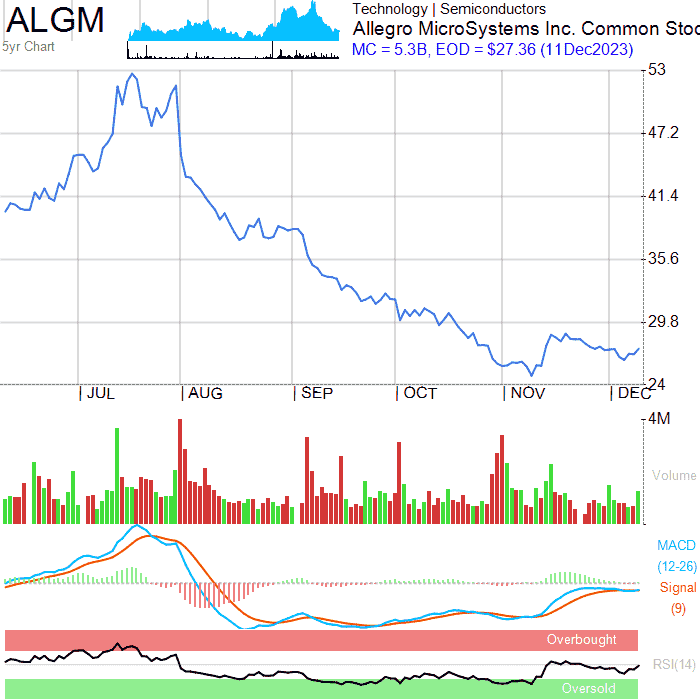 ALGM
5yr Chart
Technology | Semiconductors
Allegro MicroSystems Inc. Common Stoc
MC = 5.3B, EOD = $27.36 (11Dec2023)
53
47.2
41.4
35.6
29.8
24
| JUL | AUG | SEP | OCT | NOV | DEC
4M
Volume
MACD
(12-26)
Signal
(9)
Overbought
RSI(14)
Oversold